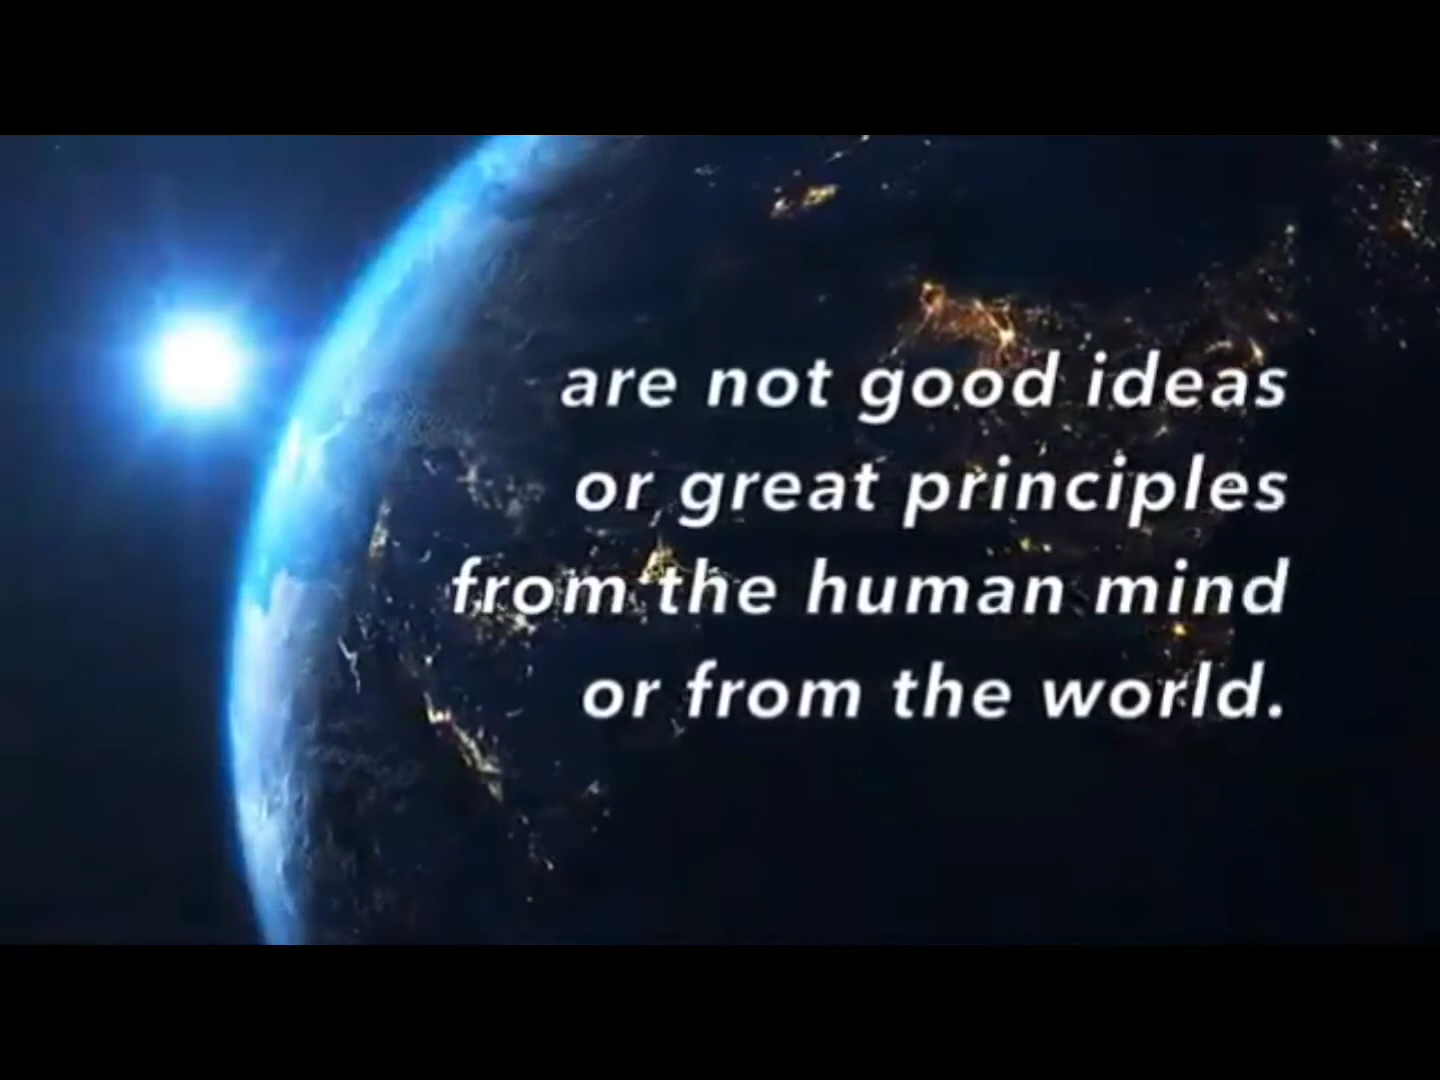 are not good ideas
or great principles
from the human mind
or from the world.